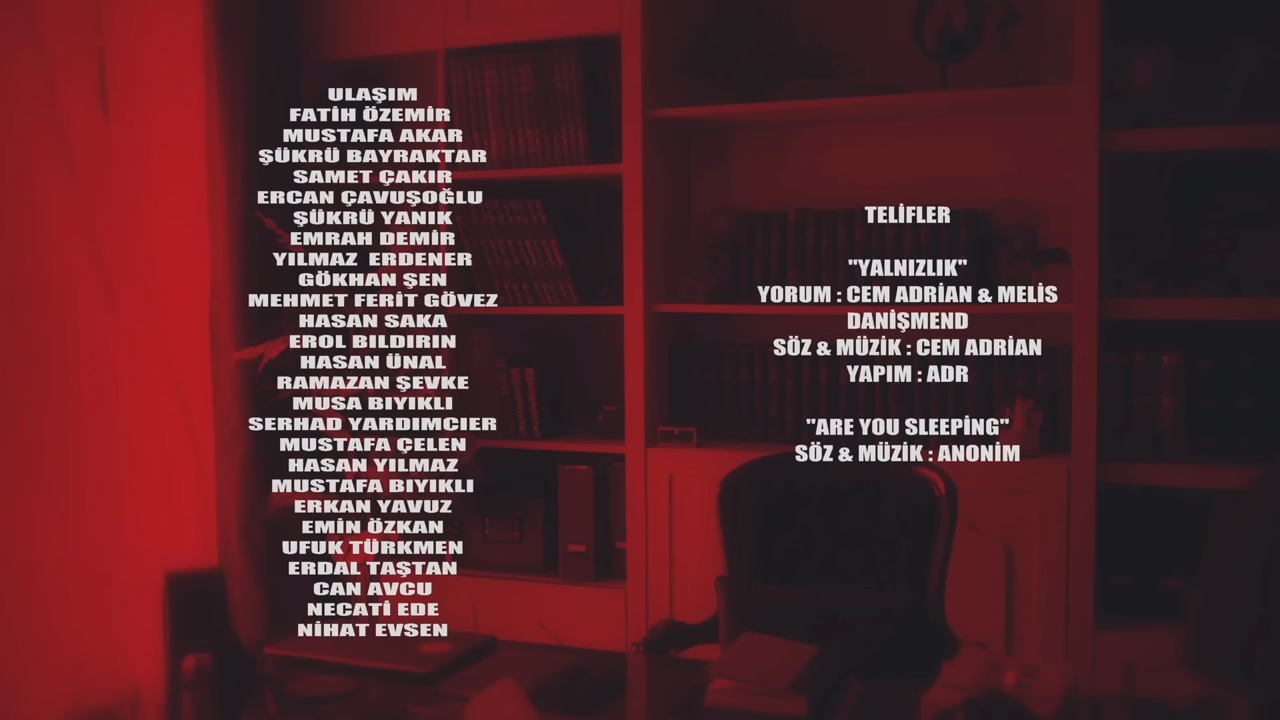 ULAŞIM
FATİH ÖZEMİR
MUSTAFA AKAR
ŞÜKRÜ BAYRAKTAR
SAMET ÇAKIR
ERCAN ÇAVUŞOĞLU
ŞÜKRÜ YANIK
EMRAH DEMİR
YILMAZ  ERDENER
GÖKHAN ŞEN
MEHMET FERİT GÖVEZ
HASAN SAKA
EROL BILDIRIN
HASAN ÜNAL
RAMAZAN ŞEVKE
MUSA BIYIKLI
SERHAD YARDIMCIER
MUSTAFA ÇELEN
HASAN YILMAZ
MUSTAFA BIYIKLI
ERKAN YAVUZ
EMİN ÖZKAN
UFUK TÜRKMEN
ERDAL TAŞTAN
CAN AVCU
NECATİ EDE
NİHAT EVSEN
TELİFLER
"YALNIZLIK"
YORUM : CEM ADRİAN & MELİS
DANİŞMEND
SÖZ & MÜZİK : CEM ADRİAN
YAPIM : ADR
"ARE YOU SLEEPİNG"
SÖZ & MÜZİK : ANONİM